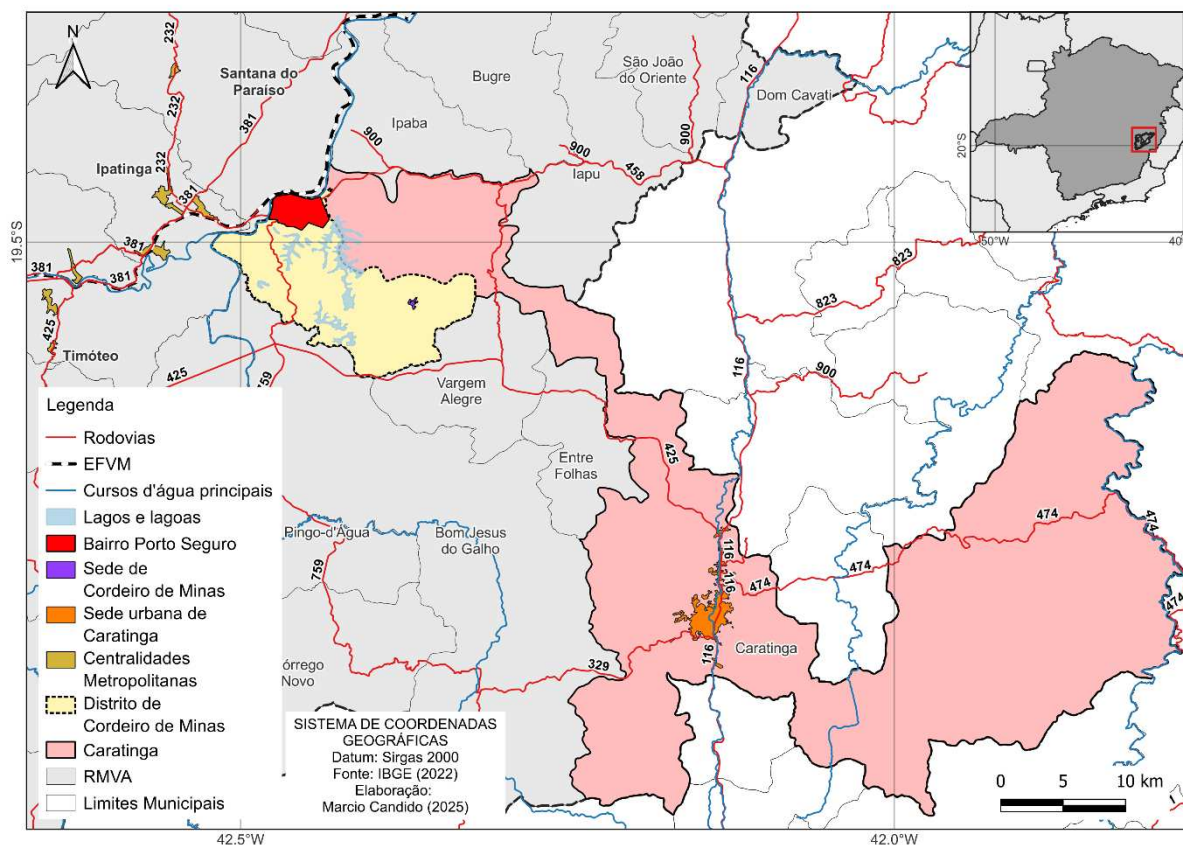 N
232
232
232
Santana do
Paraíso
381
Bugre
São João
do Oriente
116
Dom Cavati
20°S
50°W
40°
Ipaba
900
900
900
458
Iapu
Ipatinga
381
381
19.5°S
381
381
381
425
Timóteo
425
759
Vargem
Alegre
823
823
116
900
Entre
Folhas
425
Pingo-d'Água
Bom Jesus
do Galho
759
116
116
474
474
474
474
474
Caratinga
116
329
órrego
Novo
Legenda
Rodovias
EFVM
Cursos d'água principais
Lagos e lagoas
Bairro Porto Seguro
Sede de
Cordeiro de Minas
Sede urbana de
Caratinga
Centralidades
Metropolitanas
Distrito de
Cordeiro de Minas
Caratinga
RMVA
Limites Municipais
SISTEMA DE COORDENADAS
GEOGRÁFICAS
Datum: Sirgas 2000
Fonte: IBGE (2022)
Elaboração:
Marcio Candido (2025)
0 5 10 km
42.5°W
42.0°W